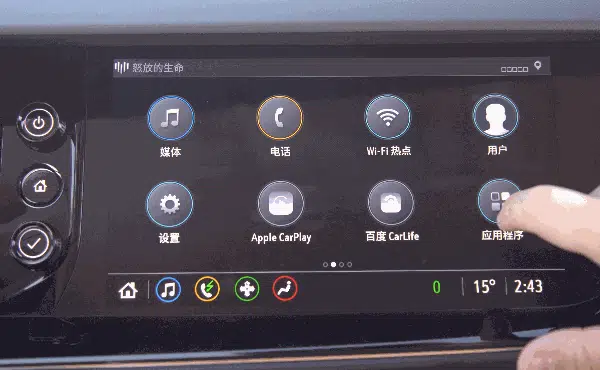 怒放的生命
媒体
电话
Wi-Fi 热点
用户
设置
Apple CarPlay
百度 CarLife
应用程序
0
15°
2:43